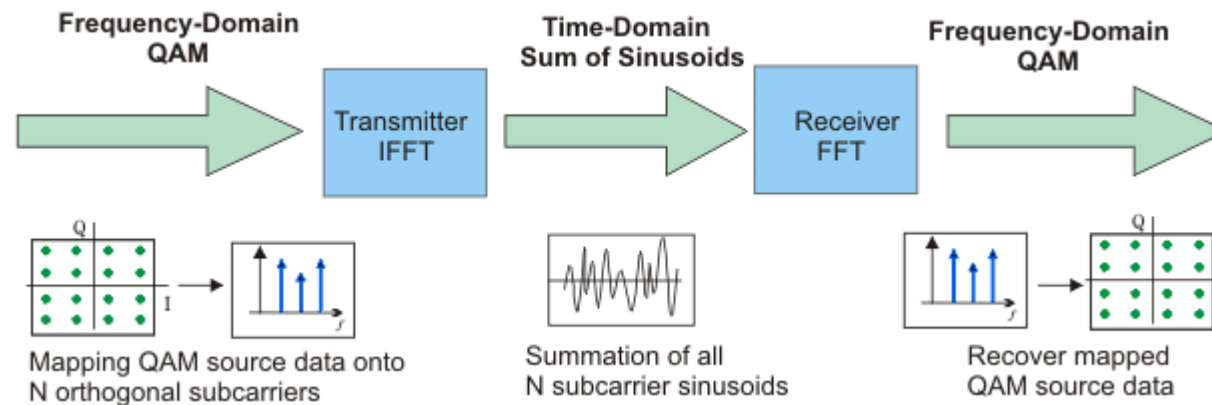 Frequency-Domain
QAM
Time-Domain
Sum of Sinusoids
Frequency-Domain
QAM
Transmitter
IFFT
Receiver
FFT
Q
I
f
Mapping QAM source data onto
N orthogonal subcarriers
Summation of all
N subcarrier sinusoids
f
Q
Recover mapped
QAM source data